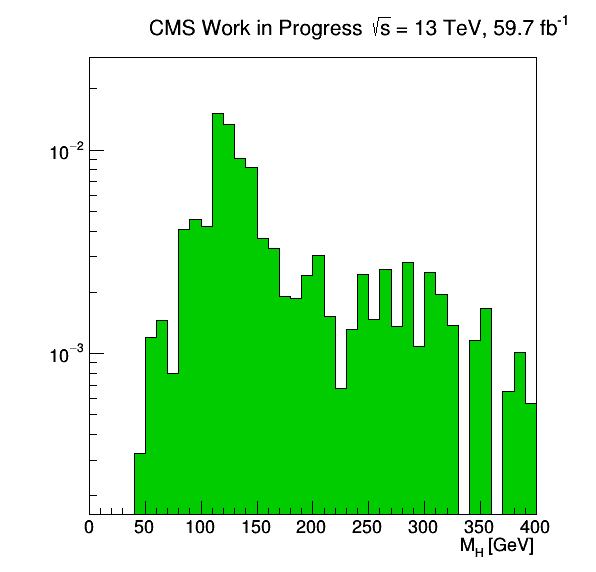 CMS Work in Progress √s = 13 TeV, 59.7 fb⁻¹
10⁻²
10⁻³
0 50 100 150 200 250 300 350 400
M_H [GeV]